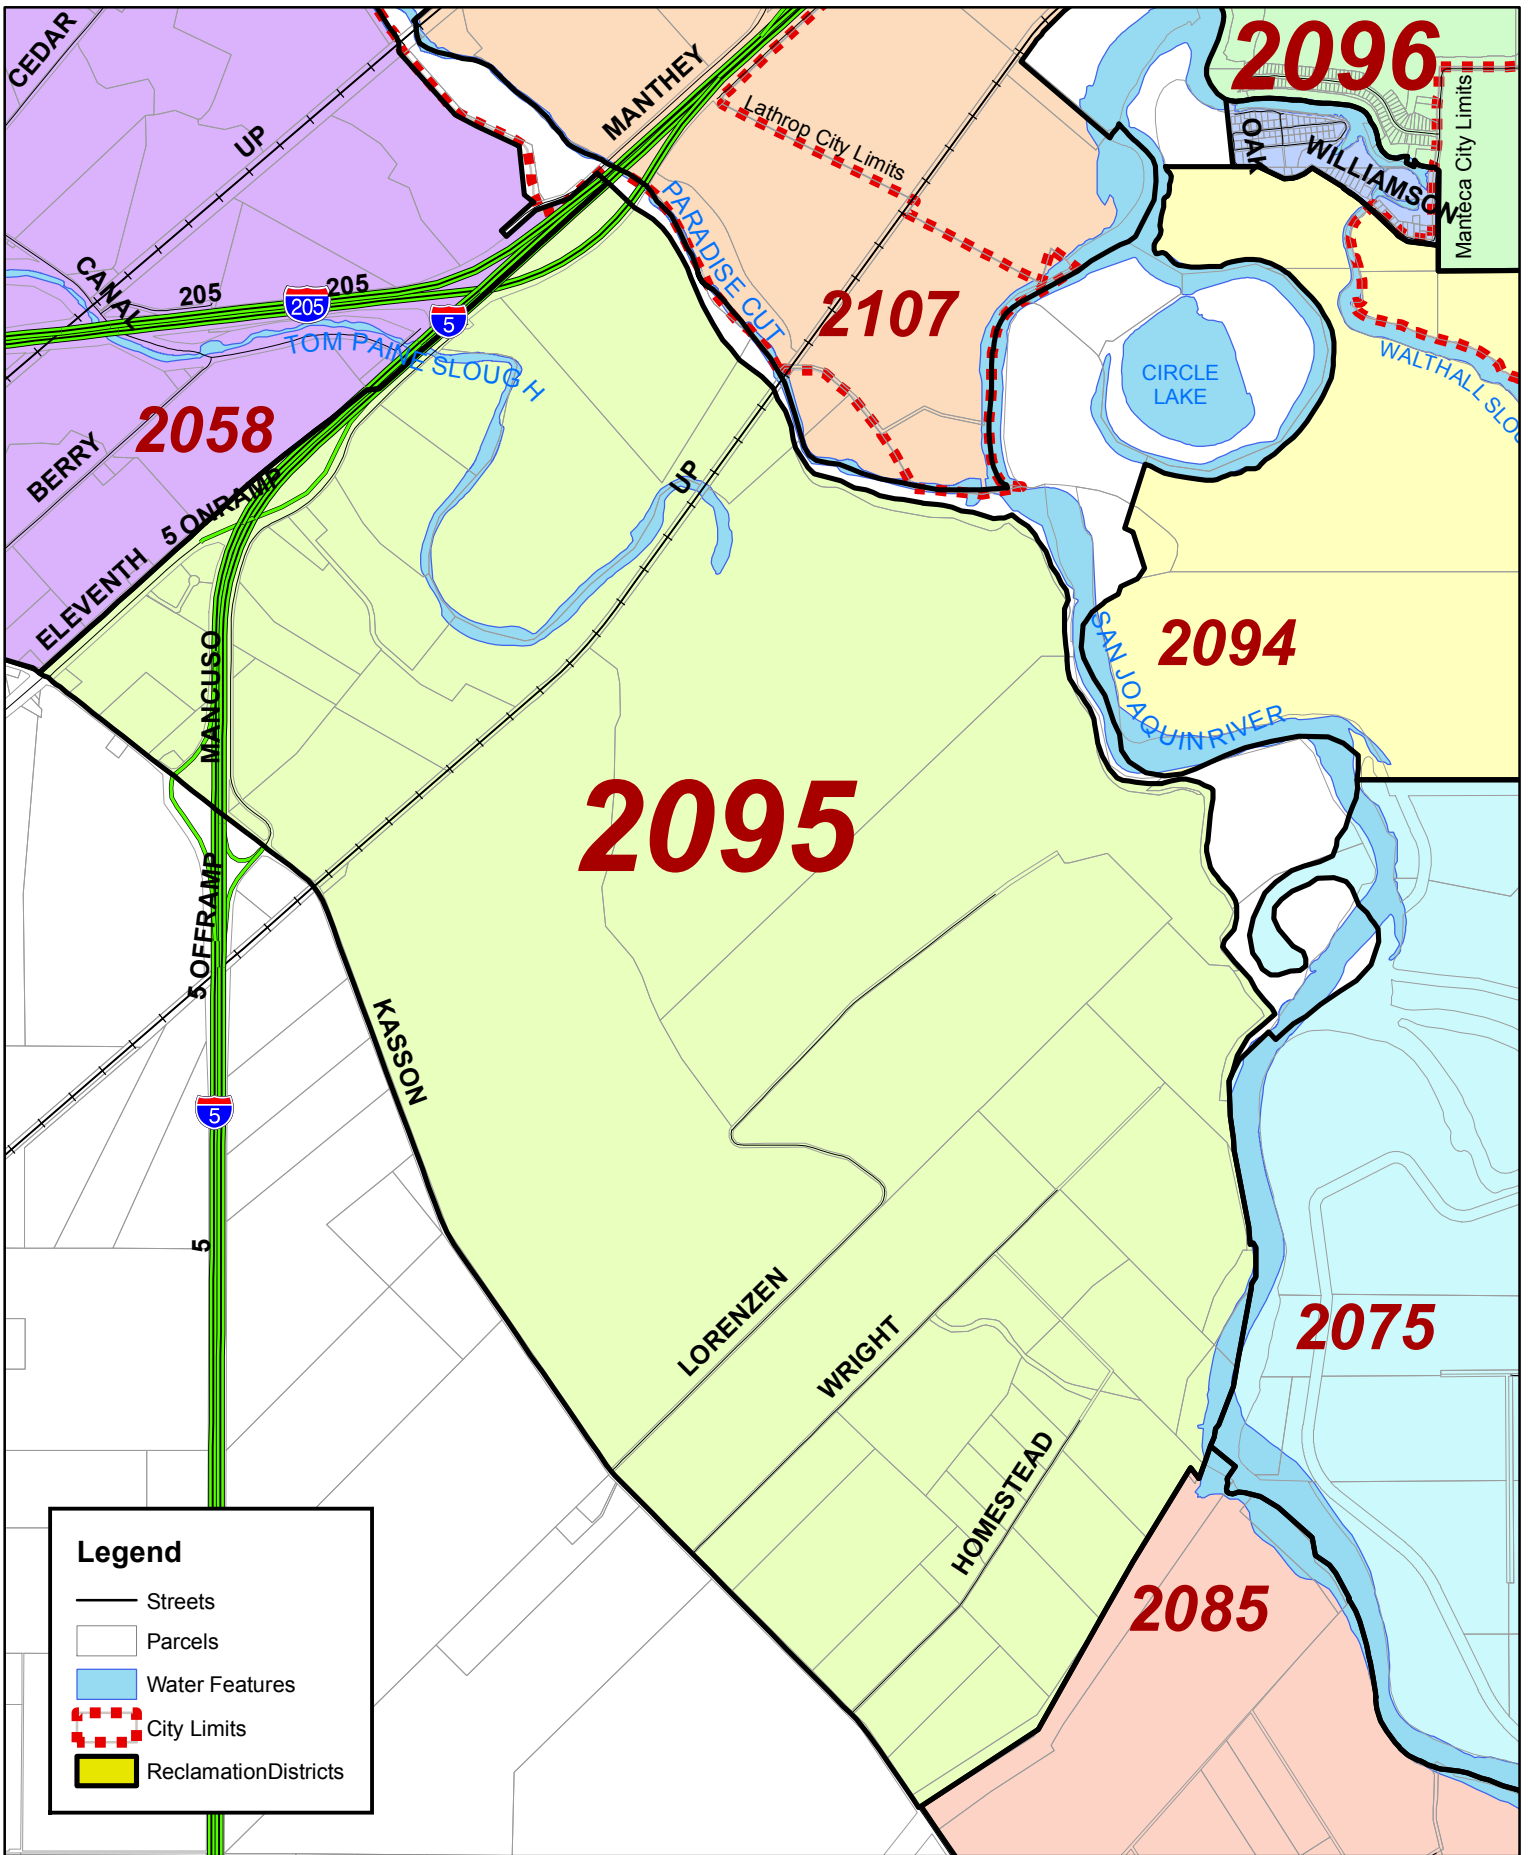 CEDAR
UP
MANTHEY
2096
Lathrop City Limits
OAK
WILLIAMSON
Manteca City Limits
PARADISE CUT
CANAL
205
205
205
5
2107
TOM PAINE SLOUGH
CIRCLE
LAKE
WALTHALL
2058
BERRY
5 ONRAMP
UP
ELEVENTH
MANCUSO
SAN JOAQUIN RIVER
2094
2095
5 OFFRAMP
KASSON
5
5
LORENZEN
WRIGHT
2075
HOMESTEAD
2085
Legend
Streets
Parcels
Water Features
City Limits
ReclamationDistricts